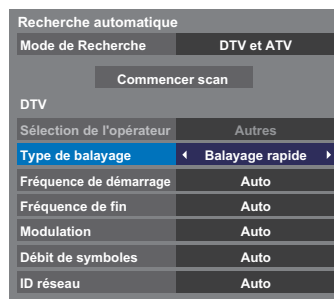 Recherche automatique
Mode de Recherche DTV et ATV
Commencer scan
DTV
Sélection de l'opérateur Autres
Type de balayage Balayage rapide
Fréquence de démarrage Auto
Fréquence de fin Auto
Modulation Auto
Débit de symboles Auto
ID réseau Auto